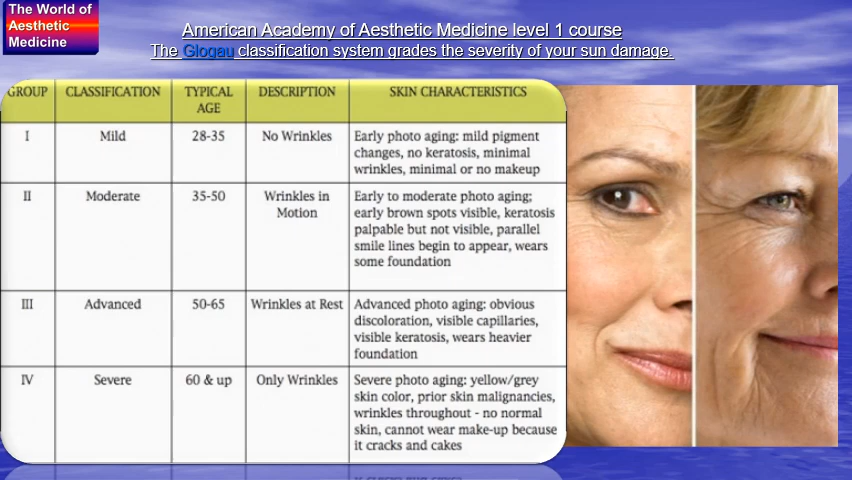 The World of
Aesthetic
Medicine
American Academy of Aesthetic Medicine level 1 course
The Glogau classification system grades the severity of your sun damage.
GROUP
CLASSIFICATION
TYPICAL
AGE
DESCRIPTION
SKIN CHARACTERISTICS
I
Mild
28-35
No Wrinkles
Early photo aging: mild pigment
changes, no keratosis, minimal
wrinkles, minimal or no makeup
II
Moderate
35-50
Wrinkles in
Motion
Early to moderate photo aging;
early brown spots visible, keratosis
palpable but not visible, parallel
smile lines begin to appear, wears
some foundation
III
Advanced
50-65
Wrinkles at Rest
Advanced photo aging: obvious
discoloration, visible capillaries,
visible keratosis, wears heavier
foundation
IV
Severe
60 & up
Only Wrinkles
Severe photo aging: yellow/grey
skin color, prior skin malignancies,
wrinkles throughout - no normal
skin, cannot wear make-up because
it cracks and cakes